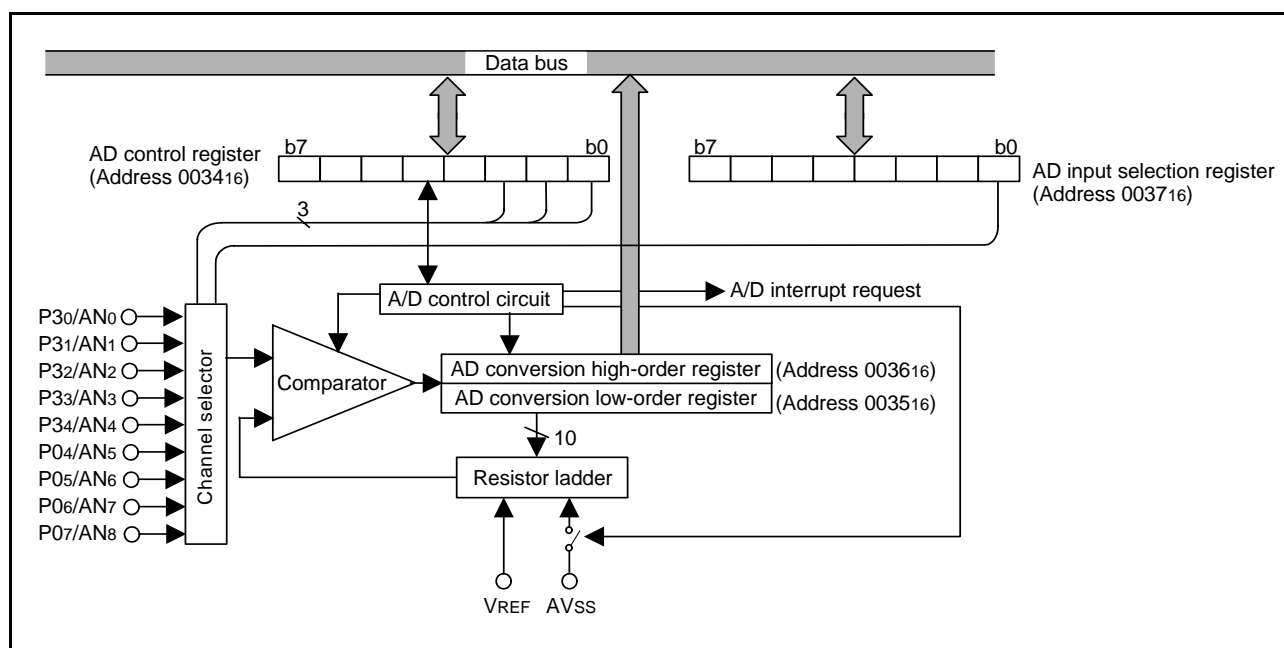 Data bus
b7 b0
AD control register
(Address 003416)
b7 b0
AD input selection register
(Address 003716)
3
A/D control circuit
A/D interrupt request
P30/AN0
P31/AN1
P32/AN2
P33/AN3
P34/AN4
P04/AN5
P05/AN6
P06/AN7
P07/AN8
Channel selector
Comparator
AD conversion high-order register
(Address 003616)
AD conversion low-order register
(Address 003516)
10
Resistor ladder
VREF
AVSS